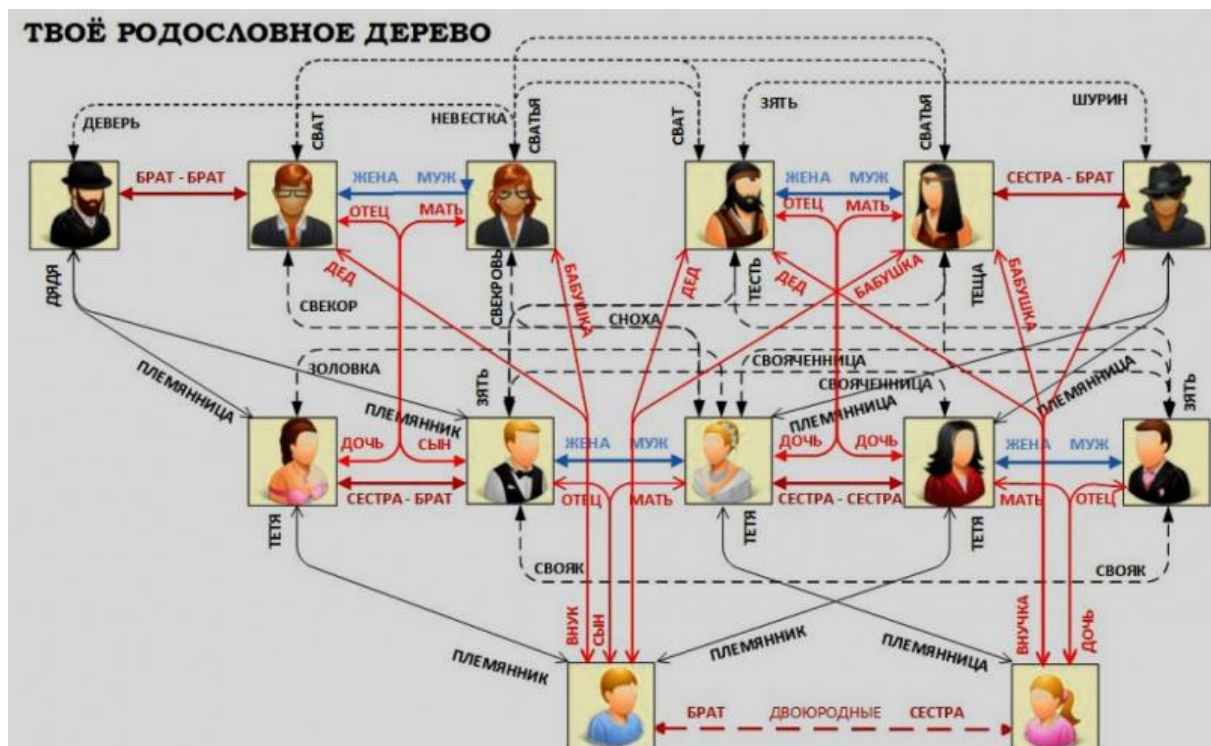 ТВОЁ РОДОСЛОВНОЕ ДЕРЕВО
ДЕВЕРЬ
СВАТ
НЕВЕСТКА
СВАТЬЯ
СВАТ
ЗЯТЬ
СВАТЬЯ
ШУРИН
БРАТ - БРАТ
ЖЕНА МУЖ
ЖЕНА МУЖ
СЕСТРА - БРАТ
ОТЕЦ МАТЬ
ОТЕЦ МАТЬ
ДЯДЯ
ДЕД
СВЕКРОВЬ
БАБУШКА
ДЕД
ТЕСТЬ
ДЕД
БАБУШКА
ТЕЩА
БАБУШКА
СВЕКОР
СНОХА
ЗОЛОВКА
СВОЯЧЕННИЦА
СВОЯЧЕННИЦА
ПЛЕМЯННИЦА
ПЛЕМЯННИК
ЗЯТЬ
ПЛЕМЯННИЦА
ПЛЕМЯННИЦА
ЗЯТЬ
ДОЧЬ СЫН
ЖЕНА МУЖ
ДОЧЬ ДОЧЬ
ЖЕНА МУЖ
СЕСТРА - БРАТ
ОТЕЦ МАТЬ
СЕСТРА - СЕСТРА
МАТЬ ОТЕЦ
ТЕТЯ
ТЕТЯ
ТЕТЯ
СВОЯК
СВОЯК
ВНУК
СЫН
ВНУЧКА
ДОЧЬ
ПЛЕМЯННИК
ПЛЕМЯННИК
ПЛЕМЯННИЦА
БРАТ ДВОЮРОДНЫЕ СЕСТРА